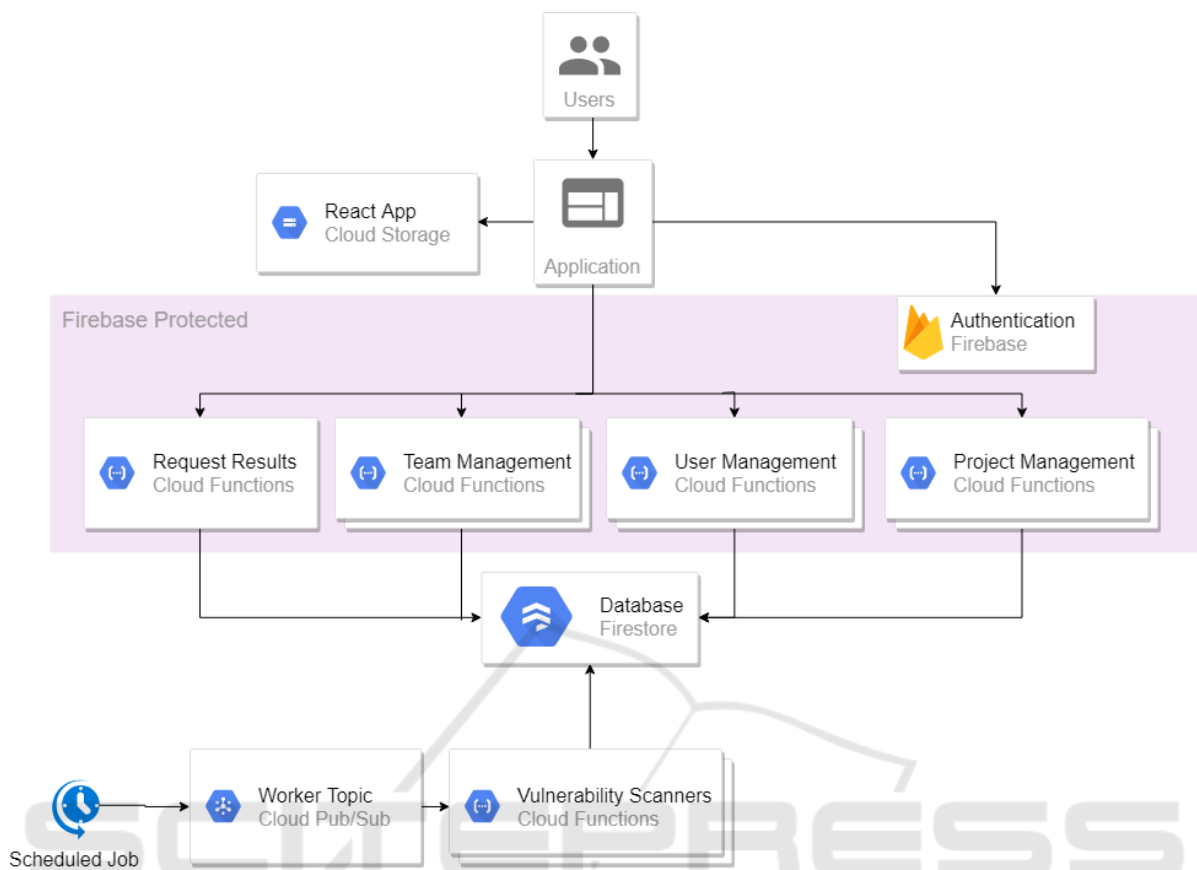 Users
React App
Cloud Storage
Application
Firebase Protected
Authentication
Firebase
Request Results
Cloud Functions
Team Management
Cloud Functions
User Management
Cloud Functions
Project Management
Cloud Functions
Database
Firestore
Worker Topic
Cloud Pub/Sub
Vulnerability Scanners
Cloud Functions
Scheduled Job
SCITEPRESS